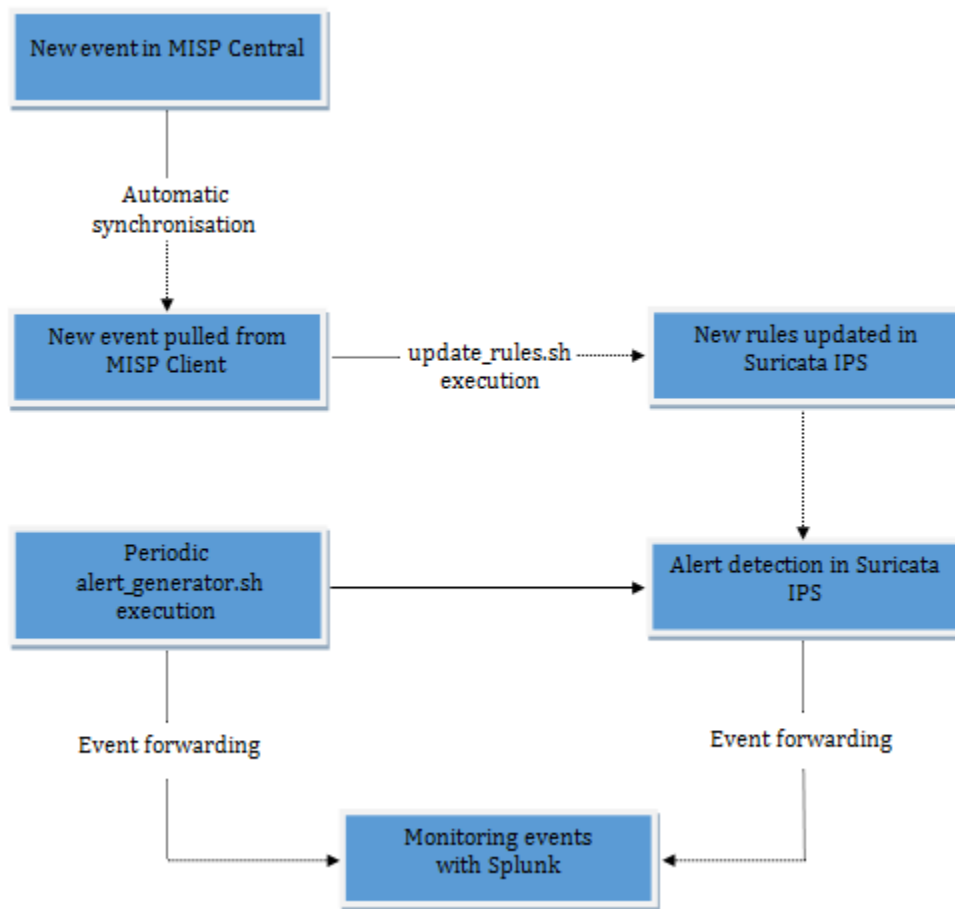 New event in MISP Central
Automatic
synchronisation
New event pulled from
MISP Client
update_rules.sh
execution
New rules updated in
Suricata IPS
Periodic
alert_generator.sh
execution
Alert detection in Suricata
IPS
Event forwarding
Event forwarding
Monitoring events
with Splunk